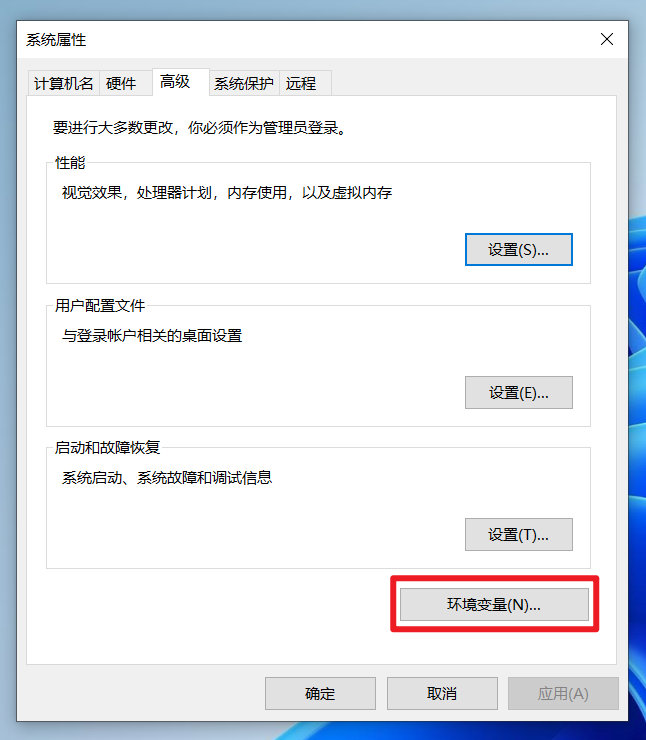 系统属性
计算机名 硬件 高级 系统保护 远程
要进行大多数更改，你必须作为管理员登录。
性能
视觉效果，处理器计划，内存使用，以及虚拟内存
设置(S)...
用户配置文件
与登录帐户相关的桌面设置
设置(E)...
启动和故障恢复
系统启动、系统故障和调试信息
设置(T)...
环境变量(N)...
确定 取消 应用(A)